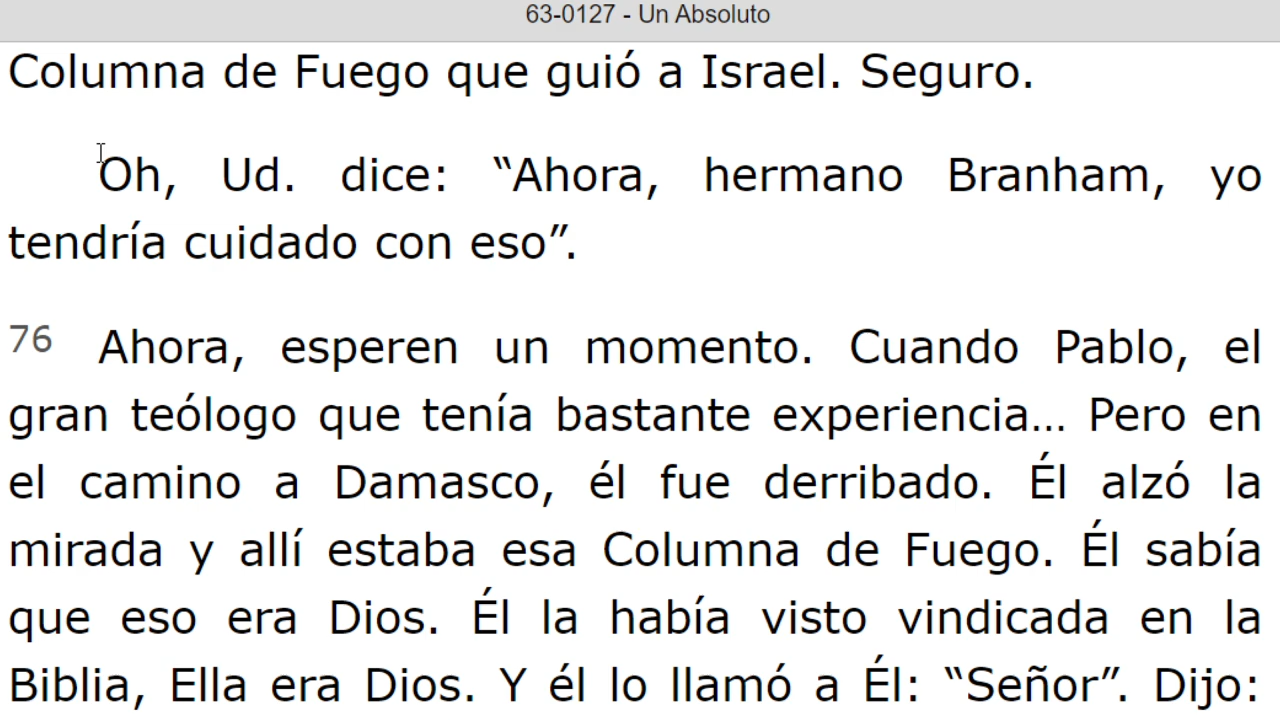 63-0127 - Un Absoluto
Columna de Fuego que guió a Israel. Seguro.
Oh, Ud. dice: “Ahora, hermano Branham, yo
tendría cuidado con eso”.
76 Ahora, esperen un momento. Cuando Pablo, el
gran teólogo que tenía bastante experiencia… Pero en
el camino a Damasco, él fue derribado. Él alzó la
mirada y allí estaba esa Columna de Fuego. Él sabía
que eso era Dios. Él la había visto vindicada en la
Biblia, Ella era Dios. Y él lo llamó a Él: “Señor”. Dijo: